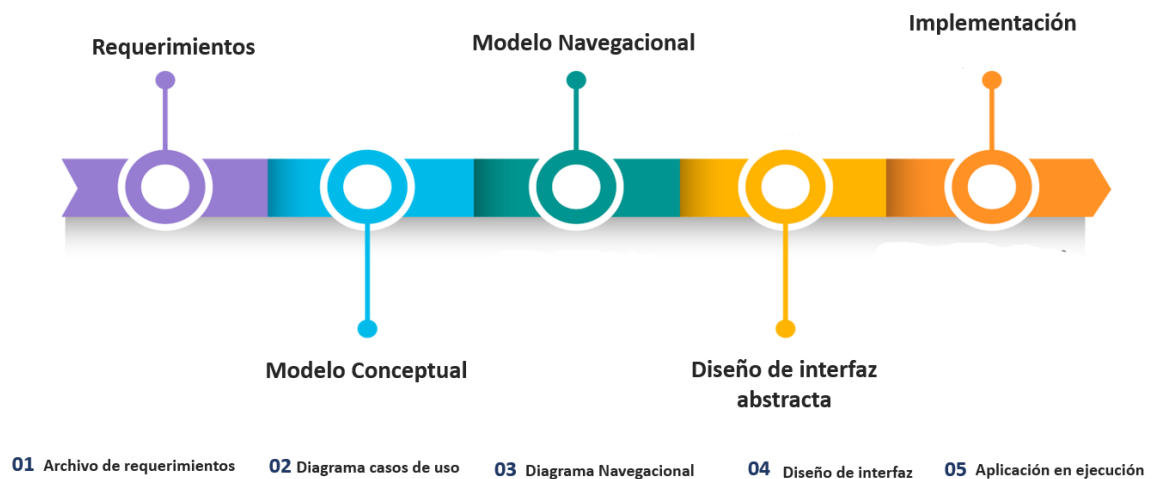 Requerimientos
Modelo Navegacional
Implementación
Modelo Conceptual
Diseño de interfaz
abstracta
01 Archivo de requerimientos
02 Diagrama casos de uso
03 Diagrama Navegacional
04 Diseño de interfaz
05 Aplicación en ejecución